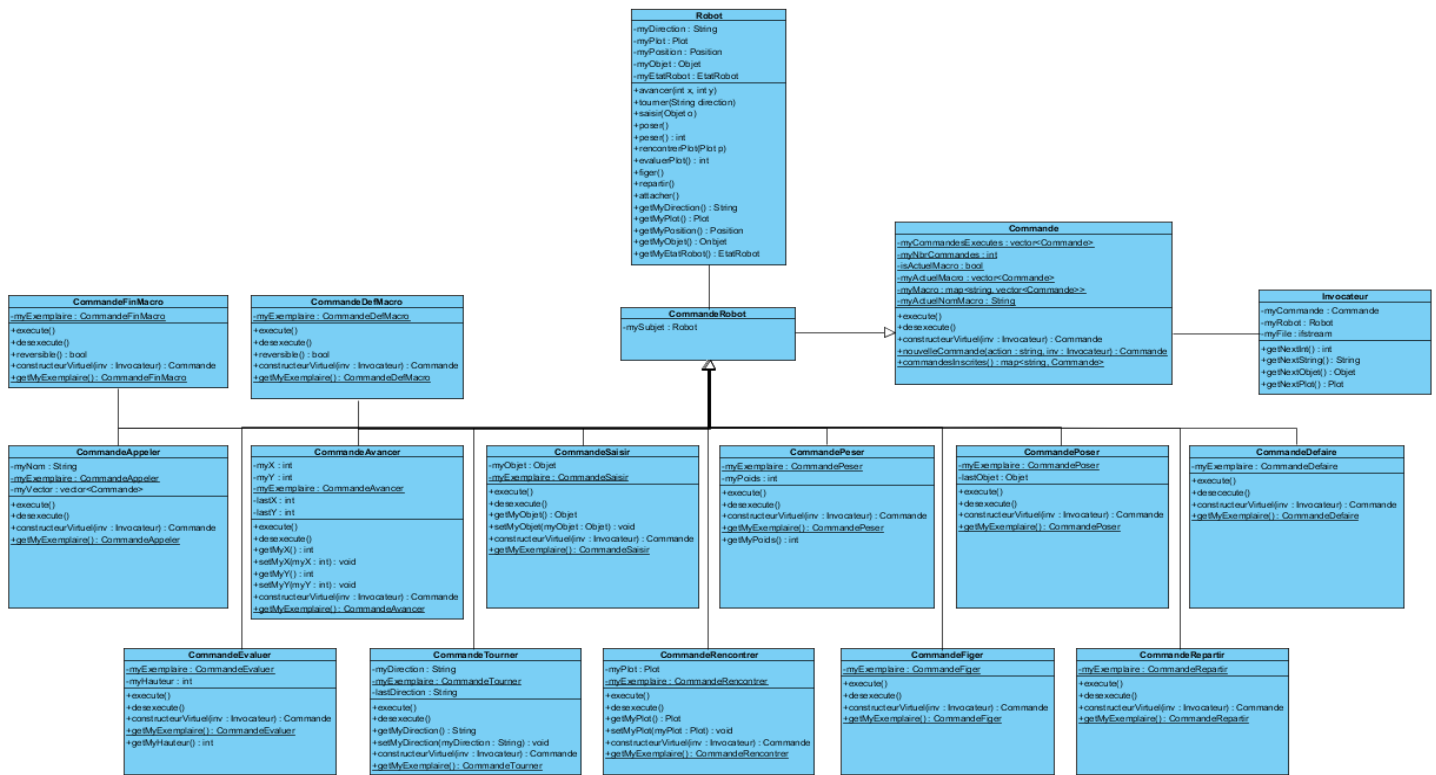 Robot
-myDirection : String
-myPlot : Plot
-myPosition : Position
-myObjet : Objet
-myEtatRobot : EtatRobot
+avancer(int x, int y)
+tourner(String direction)
+saisir(Objet o)
+poser()
+peser() : int
+rencontrerPlot(Plot p)
+evaluerPlot() : int
+figer()
+repartir()
+attacher()
+getMyDirection() : String
+getMyPlot() : Plot
+getMyPosition() : Position
+getMyObjet() : Onbjet
+getMyEtatRobot() : EtatRobot
Commande
-myCommandesExecutes : vector<Commande>
-myNbrCommandes : int
-isActuelMacro : bool
-myActuelMacro : vector<Commande>
-myMacro : map<string, vector<Commande>>
-myActuelNomMacro : String
+execute()
+desexecute()
+constructeurVirtuel(inv : Invocateur) : Commande
+nouvelleCommande(action : string, inv : Invocateur) : Commande
+commandesInscrites() : map<string, Commande>
Invocateur
-myCommande : Commande
-myRobot : Robot
-myFile : ifstream
+getNextInt() : int
+getNextString() : String
+getNextObjet() : Objet
+getNextPlot() : Plot
CommandeFinMacro
-myExemplaire : CommandeFinMacro
+execute()
+desexecute()
+reversible() : bool
+constructeurVirtuel(inv : Invocateur) : Commande
+getMyExemplaire() : CommandeFinMacro
CommandeDefMacro
-myExemplaire : CommandeDefMacro
+execute()
+desexecute()
+reversible() : bool
+constructeurVirtuel(inv : Invocateur) : Commande
+getMyExemplaire() : CommandeDefMacro
CommandeRobot
-mySubjet : Robot
CommandeAppeler
-myNom : String
-myExemplaire : CommandeAppeler
-myVector : vector<Commande>
+execute()
+desexecute()
+constructeurVirtuel(inv : Invocateur) : Commande
+getMyExemplaire() : CommandeAppeler
CommandeAvancer
-myX : int
-myY : int
-myExemplaire : CommandeAvancer
-lastX : int
-lastY : int
+execute()
+desexecute()
+getMyX() : int
+setMyX(myX : int) : void
+getMyY() : int
+setMyY(myY : int) : void
+constructeurVirtuel(inv : Invocateur) : Commande
+getMyExemplaire() : CommandeAvancer
CommandeSaisir
-myObjet : Objet
-myExemplaire : CommandeSaisir
+execute()
+desexecute()
+getMyObjet() : Objet
+setMyObjet(myObjet : Objet) : void
+constructeurVirtuel(inv : Invocateur) : Commande
+getMyExemplaire() : CommandeSaisir
CommandePeser
-myExemplaire : CommandePeser
-myPoids : int
+execute()
+desexecute()
+constructeurVirtuel(inv : Invocateur) : Commande
+getMyExemplaire() : CommandePeser
+getMyPoids() : int
CommandePoser
-myExemplaire : CommandePoser
-lastObjet : Objet
+execute()
+desexecute()
+constructeurVirtuel(inv : Invocateur) : Commande
+getMyExemplaire() : CommandePoser
CommandeDefaire
-myExemplaire : CommandeDefaire
+execute()
+dececute()
+constructeurVirtuel(inv : Invocateur) : Commande
+getMyExemplaire() : CommandeDefaire
CommandeEvaluer
-myExemplaire : CommandeEvaluer
-myHauteur : int
+execute()
+desexecute()
+constructeurVirtuel(inv : Invocateur) : Commande
+getMyExemplaire() : CommandeEvaluer
+getMyHauteur() : int
CommandeTourner
-myDirection : String
-myExemplaire : CommandeTourner
-lastDirection : String
+execute()
+desexecute()
+getMyDirection() : String
+setMyDirection(myDirection : String) : void
+constructeurVirtuel(inv : Invocateur) : Commande
+getMyExemplaire() : CommandeTourner
CommandeRencontrer
-myPlot : Plot
-myExemplaire : CommandeRencontrer
+execute()
+desexecute()
+getMyPlot() : Plot
+setMyPlot(myPlot : Plot) : void
+constructeurVirtuel(inv : Invocateur) : Commande
+getMyExemplaire() : CommandeRencontrer
CommandeFiger
-myExemplaire : CommandeFiger
+execute()
+desexecute()
+constructeurVirtuel(inv : Invocateur) : Commande
+getMyExemplaire() : CommandeFiger
CommandeRepartir
-myExemplaire : CommandeRepartir
+execute()
+desexecute()
+constructeurVirtuel(inv : Invocateur) : Commande
+getMyExemplaire() : CommandeRepartir